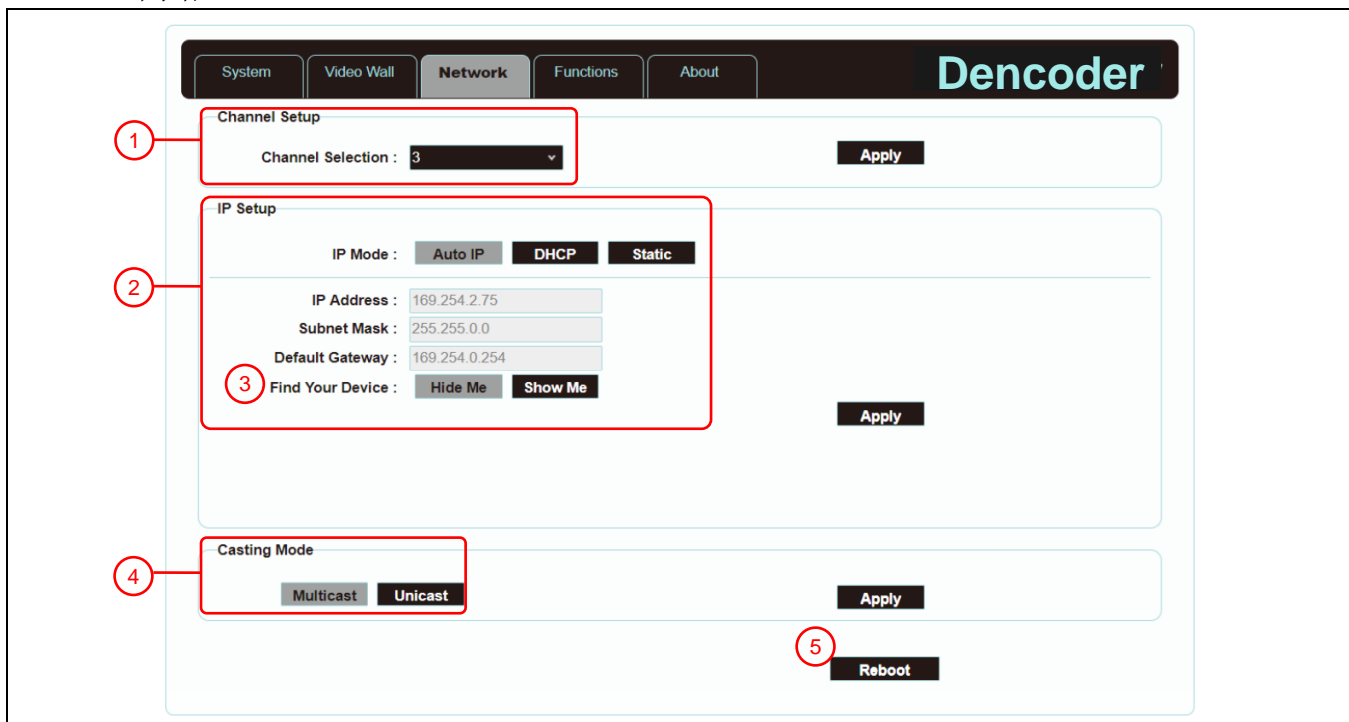 System Video Wall Network Functions About Dencoder
Channel Setup
1
Channel Selection : 3 Apply
IP Setup
IP Mode : Auto IP DHCP Static
2
IP Address : 169.254.2.75
Subnet Mask : 255.255.0.0
Default Gateway : 169.254.0.254
3 Find Your Device : Hide Me Show Me
Apply
Casting Mode
4
Multicast Unicast Apply
5
Reboot